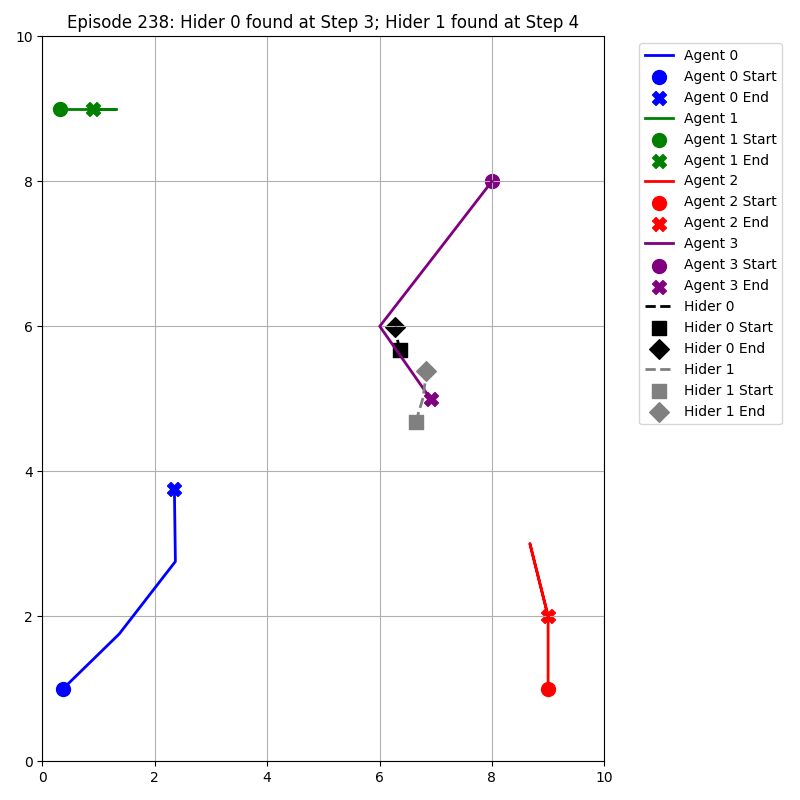 Episode 238: Hider 0 found at Step 3; Hider 1 found at Step 4
10
8
6
4
2
0
0 2 4 6 8 10
Agent 0
Agent 0 Start
Agent 0 End
Agent 1
Agent 1 Start
Agent 1 End
Agent 2
Agent 2 Start
Agent 2 End
Agent 3
Agent 3 Start
Agent 3 End
Hider 0
Hider 0 Start
Hider 0 End
Hider 1
Hider 1 Start
Hider 1 End